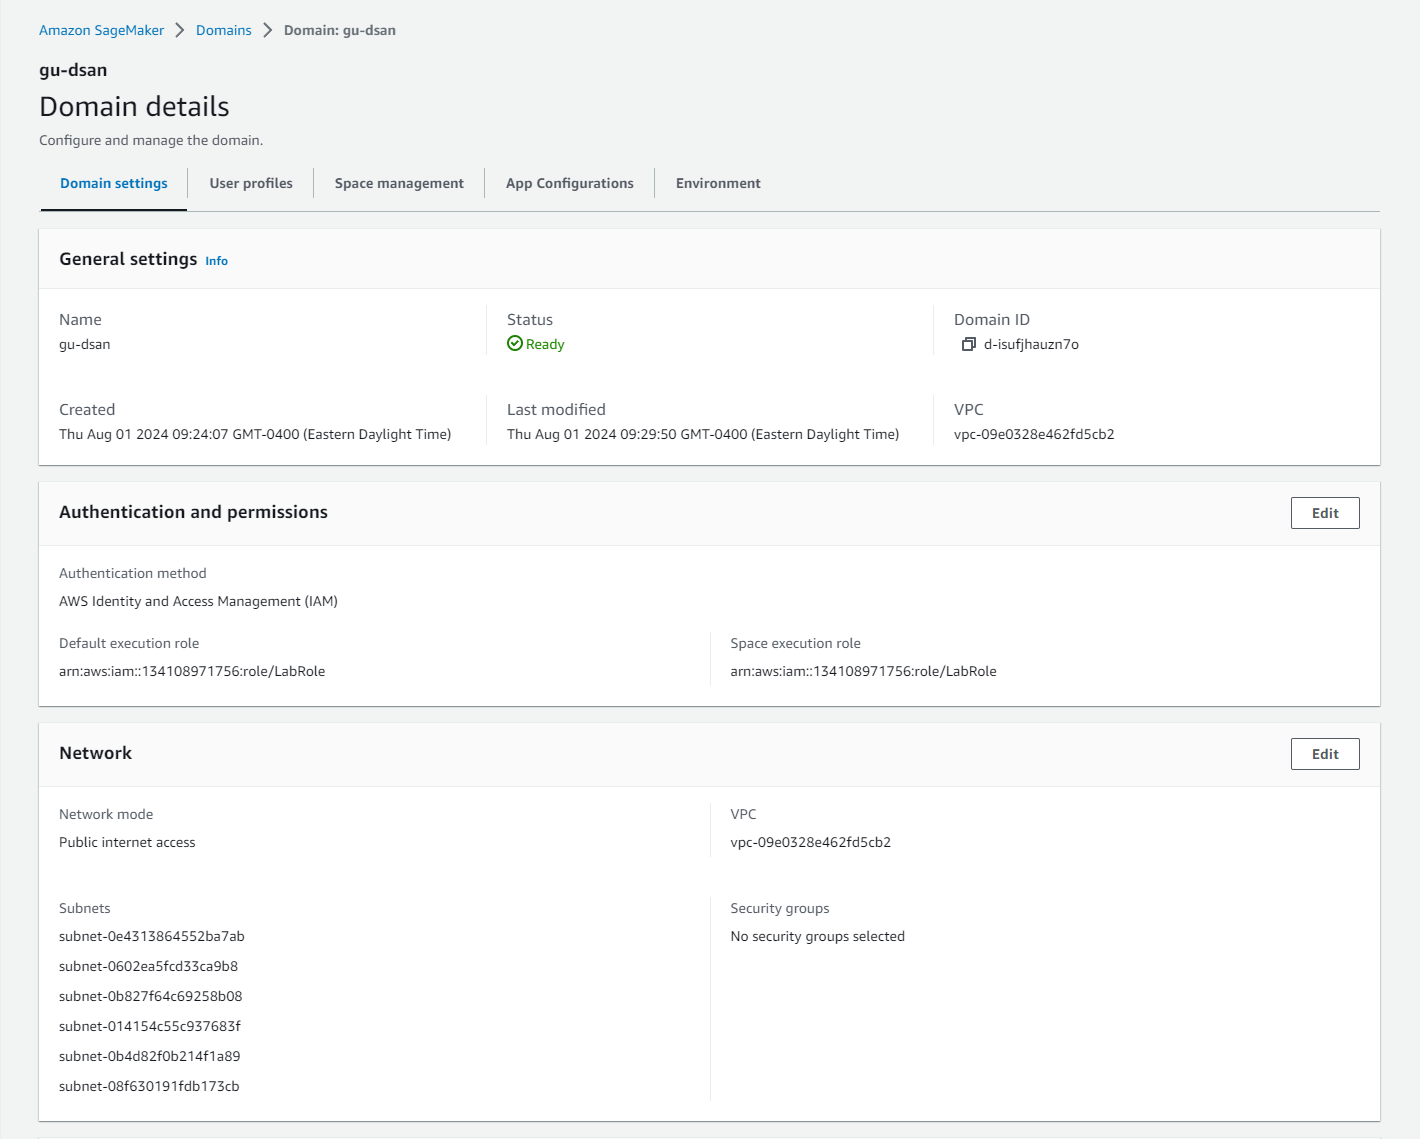 Amazon SageMaker > Domains > Domain: gu-dsan
gu-dsan
Domain details
Configure and manage the domain.
Domain settings User profiles Space management App Configurations Environment
General settings Info
Name Status Domain ID
gu-dsan Ready d-isufjhauzn7o
Created Last modified VPC
Thu Aug 01 2024 09:24:07 GMT-0400 (Eastern Daylight Time) Thu Aug 01 2024 09:29:50 GMT-0400 (Eastern Daylight Time) vpc-09e0328e462fd5cb2
Authentication and permissions Edit
Authentication method
AWS Identity and Access Management (IAM)
Default execution role Space execution role
arn:aws:iam::134108971756:role/LabRole arn:aws:iam::134108971756:role/LabRole
Network Edit
Network mode VPC
Public internet access vpc-09e0328e462fd5cb2
Subnets Security groups
subnet-0e4313864552ba7ab No security groups selected
subnet-0602ea5fcd33ca9b8
subnet-0b827f64c69258b08
subnet-014154c55c937683f
subnet-0b4d82f0b214f1a89
subnet-08f630191fdb173cb